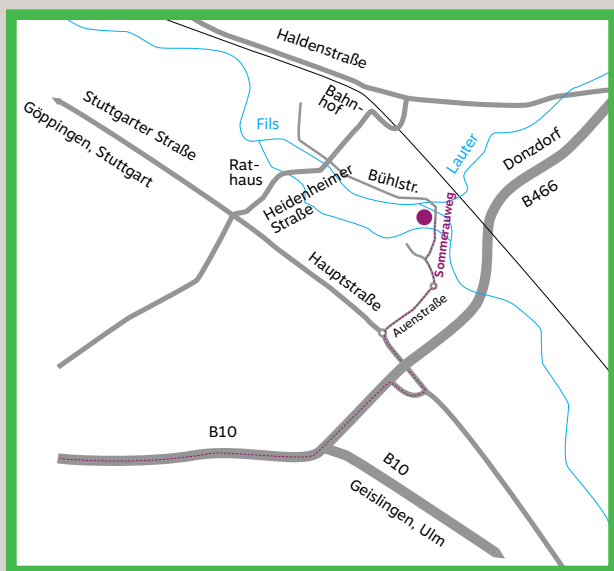 Haldenstraße
Bahn-
hof
Stuttgarter Straße
Göppingen, Stuttgart
Fils
Lauter
Donzdorf
B466
Rat-
haus
Bühlstr.
Heidenheimer
Straße
Sommerauweg
Hauptstraße
Auenstraße
B10
B10
Geislingen, Ulm